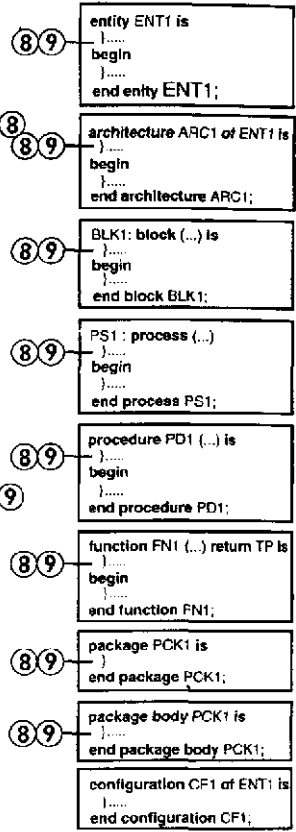 entity ENT1 is
⑧⑨ }.....
begin
}.....
end enity ENT1;
⑧
architecture ARC1 of ENT1 is
⑧⑨ }.....
begin
}.....
end architecture ARC1;
BLK1: block (...) is
⑧⑨ }.....
begin
}.....
end block BLK1;
PS1 : process (...)
⑧⑨ }.....
begin
}.....
end process PS1;
procedure PD1 (...) is
⑧⑨ }.....
begin
⑨ }.....
end procedure PD1;
function FN1 (...) return TP is
⑧⑨ }.....
begin
}.....
end function FN1;
package PCK1 is
⑧⑨ }
end package PCK1;
package body PCK1 is
⑧⑨ }.....
end package body PCK1;
configuration CF1 of ENT1 is
}.....
end configuration CF1;